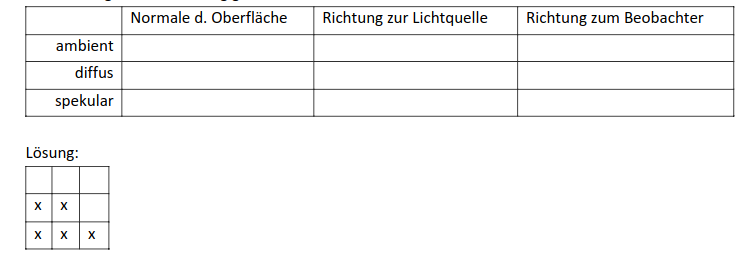 Normale d. Oberfläche Richtung zur Lichtquelle Richtung zum Beobachter
ambient
diffus
spekular
Lösung:
x x
x x x